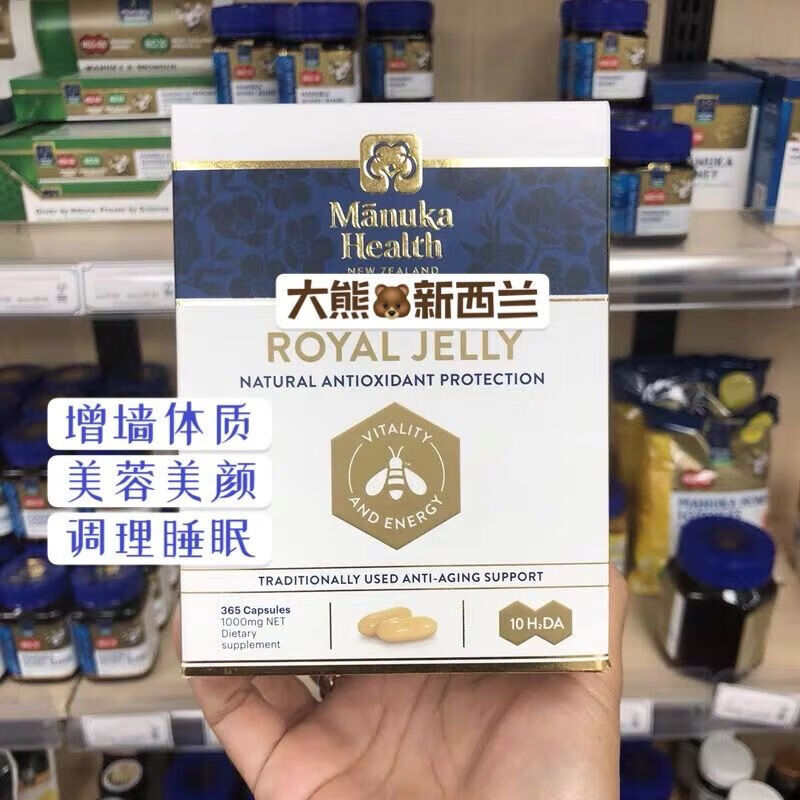 Mānuka
Health
NEW ZEALAND
大熊🐻新西兰
ROYAL JELLY
NATURAL ANTIOXIDANT PROTECTION
VITALITY
AND ENERGY
增墙体质
美蓉美颜
调理睡眠
TRADITIONALLY USED ANTI-AGING SUPPORT
365 Capsules
1000mg NET
Dietary
supplement
10 H₂DA